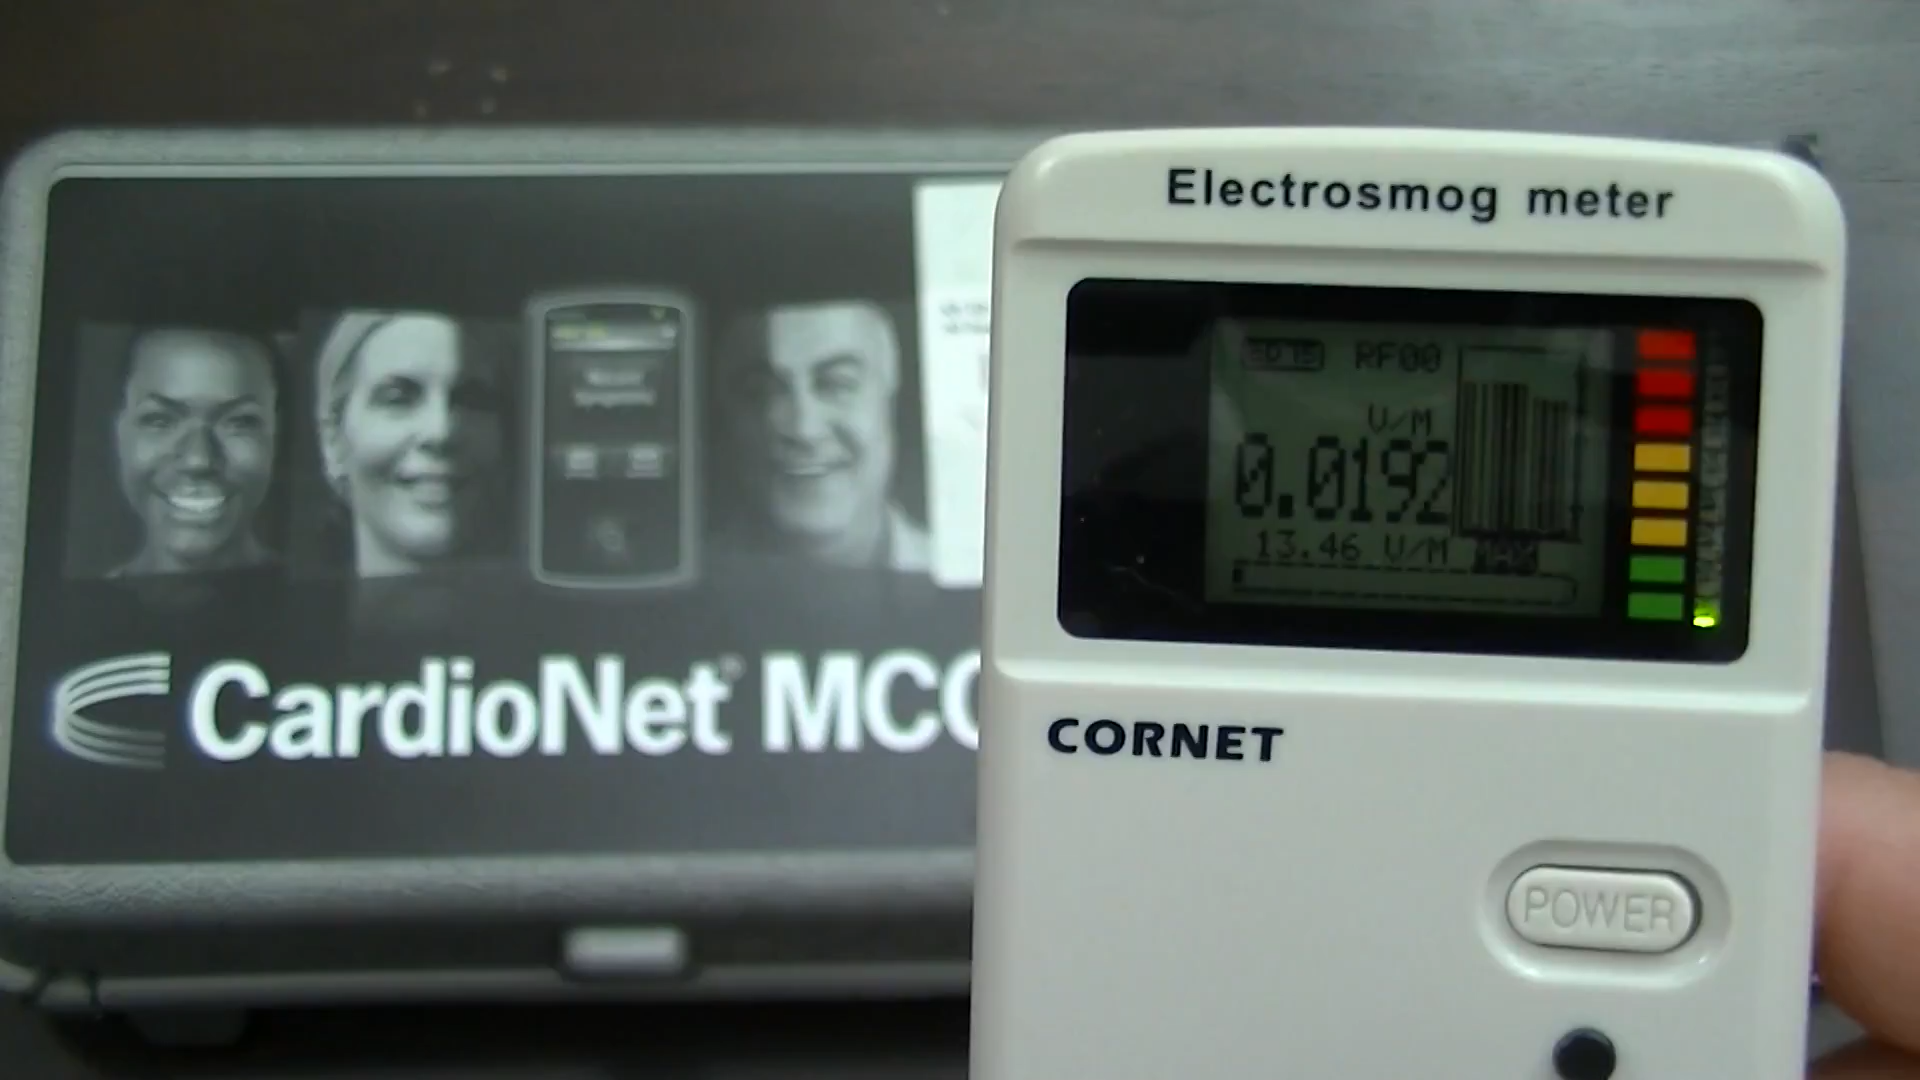 Electrosmog meter
RF00
V/M
0.0192
13.46 V/M MAX
CORNET
POWER
CardioNet® MCO